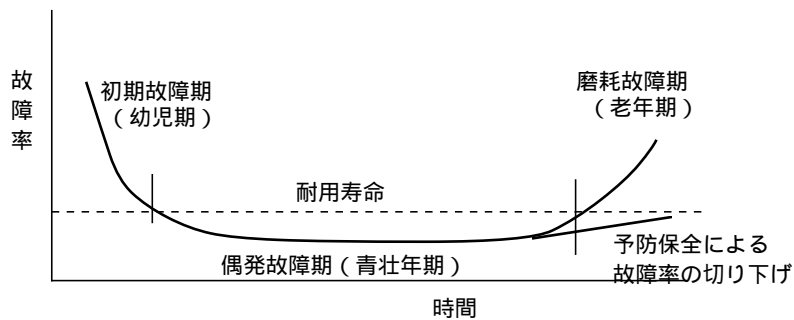 故障率
初期故障期
(幼児期)
磨耗故障期
(老年期)
耐用寿命
偶発故障期(青壮年期)
予防保全による
故障率の切り下げ
時間